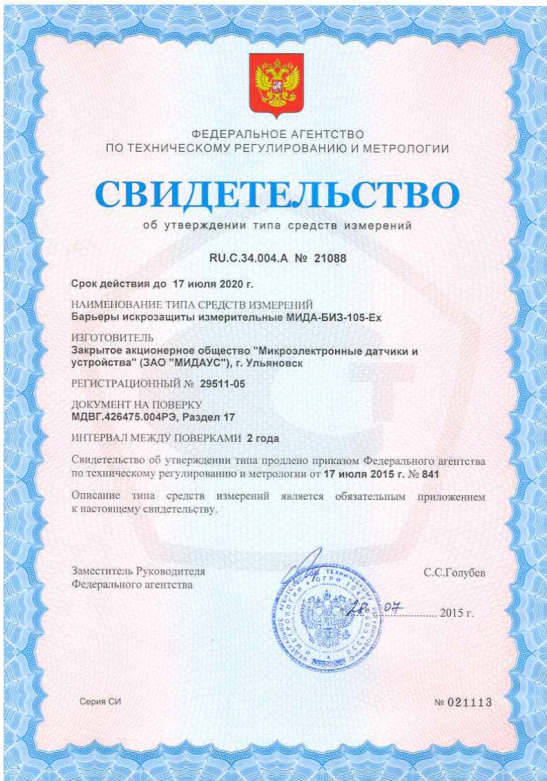 ФЕДЕРАЛЬНОЕ АГЕНТСТВО
ПО ТЕХНИЧЕСКОМУ РЕГУЛИРОВАНИЮ И МЕТРОЛОГИИ
СВИДЕТЕЛЬСТВО
об утверждении типа средств измерений
RU.C.34.004.A № 21088
Срок действия до 17 июля 2020 г.
НАИМЕНОВАНИЕ ТИПА СРЕДСТВ ИЗМЕРЕНИЙ
Барьеры искрозащиты измерительные МИДА-БИЗ-105-Ех
ИЗГОТОВИТЕЛЬ
Закрытое акционерное общество "Микроэлектронные датчики и
устройства" (ЗАО "МИДАУС"), г. Ульяновск
РЕГИСТРАЦИОННЫЙ № 29511-05
ДОКУМЕНТ НА ПОВЕРКУ
МДВГ.426475.004РЭ, Раздел 17
ИНТЕРВАЛ МЕЖДУ ПОВЕРКАМИ 2 года
Свидетельство об утверждении типа продлено приказом Федерального агентства
по техническому регулированию и метрологии от 17 июля 2015 г. № 841
Описание типа средств измерений является обязательным приложением
к настоящему свидетельству.
Заместитель Руководителя
Федерального агентства
С.С.Голубев
28 07 2015 г.
Серия СИ
№ 021113